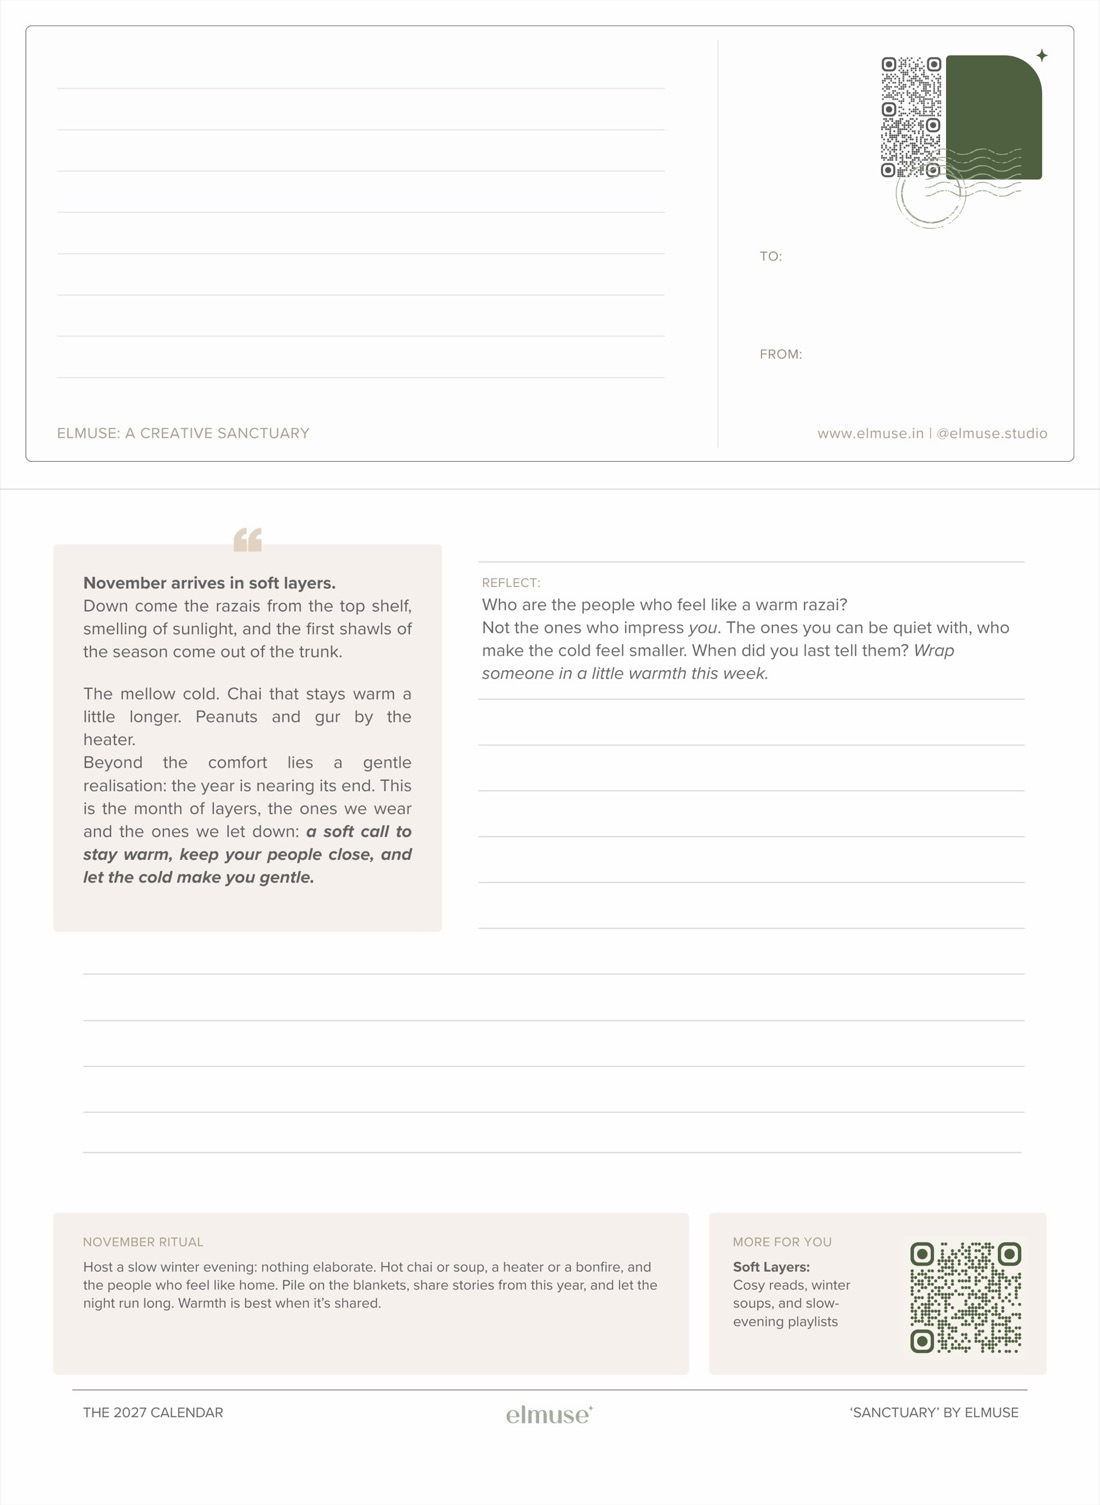 TO:
FROM:
ELMUSE: A CREATIVE SANCTUARY
www.elmuse.in | @elmuse.studio
November arrives in soft layers.
Down come the razais from the top shelf,
smelling of sunlight, and the first shawls of
the season come out of the trunk.
The mellow cold. Chai that stays warm a
little longer. Peanuts and gur by the
heater.
Beyond the comfort lies a gentle
realisation: the year is nearing its end. This
is the month of layers, the ones we wear
and the ones we let down: a soft call to
stay warm, keep your people close, and
let the cold make you gentle.
REFLECT:
Who are the people who feel like a warm razai?
Not the ones who impress you. The ones you can be quiet with, who
make the cold feel smaller. When did you last tell them? Wrap
someone in a little warmth this week.
NOVEMBER RITUAL
Host a slow winter evening: nothing elaborate. Hot chai or soup, a heater or a bonfire, and
the people who feel like home. Pile on the blankets, share stories from this year, and let the
night run long. Warmth is best when it’s shared.
MORE FOR YOU
Soft Layers:
Cosy reads, winter
soups, and slow-
evening playlists
THE 2027 CALENDAR
elmuse
‘SANCTUARY’ BY ELMUSE